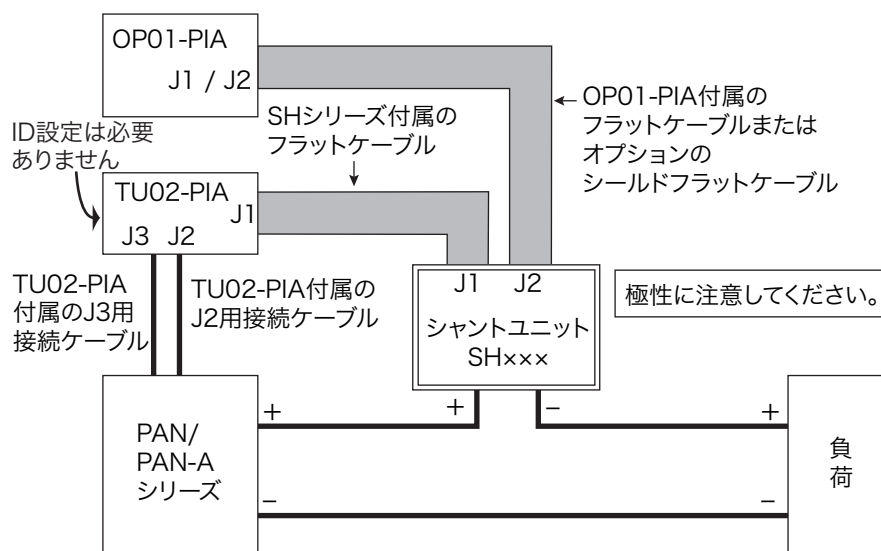 OP01-PIA
J1 / J2
SHシリーズ付属の
フラットケーブル
OP01-PIA付属の
フラットケーブルまたは
オプションの
シールドフラットケーブル
ID設定は必要
ありません
TU02-PIA
J1
J3 J2
TU02-PIA
付属のJ3用
接続ケーブル
TU02-PIA付属の
J2用接続ケーブル
J1 J2
シャントユニット
SH×××
極性に注意してください。
PAN/
PAN-A
シリーズ
+
+
−
+
−
−
負
荷